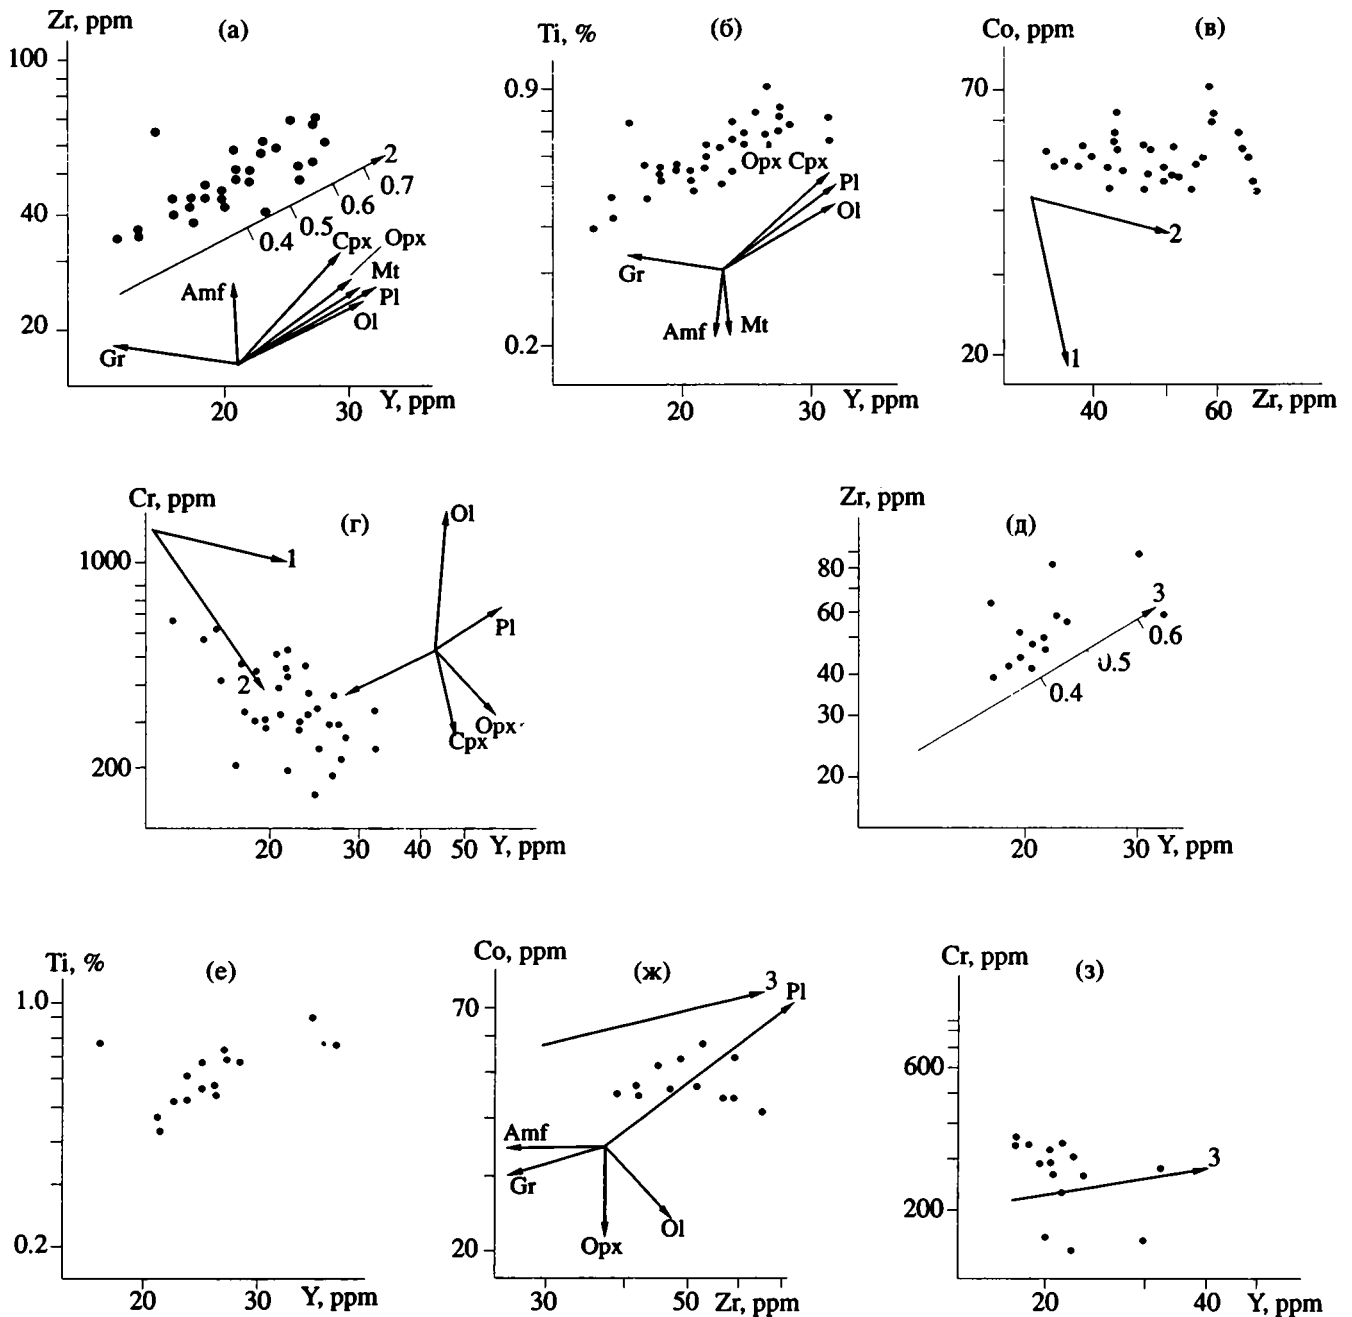 Zr, ppm
(а)
100
40
20
2
0.7
0.6
0.5
0.4
Cpx
Opx
Mt
Amf
Pl
Ol
Gr
20
30
Y, ppm
Ti, %
(б)
0.9
Opx Cpx
Pl
Ol
Gr
Amf
Mt
0.2
20
30
Y, ppm
Co, ppm
(в)
70
2
1
20
40
60
Zr, ppm
Cr, ppm
(г)
Ol
1
1000
Pl
2
Opx
Cpx
200
20
30
40
50
Y, ppm
Zr, ppm
(д)
80
60
3
0.6
0.5
40
0.4
30
20
20
30
Y, ppm
Ti, %
(е)
1.0
0.2
20
30
Y, ppm
Co, ppm
(ж)
3
Pl
70
Amf
Gr
Ol
Opx
20
30
50
Zr, ppm
Cr, ppm
(з)
600
3
200
20
40
Y, ppm